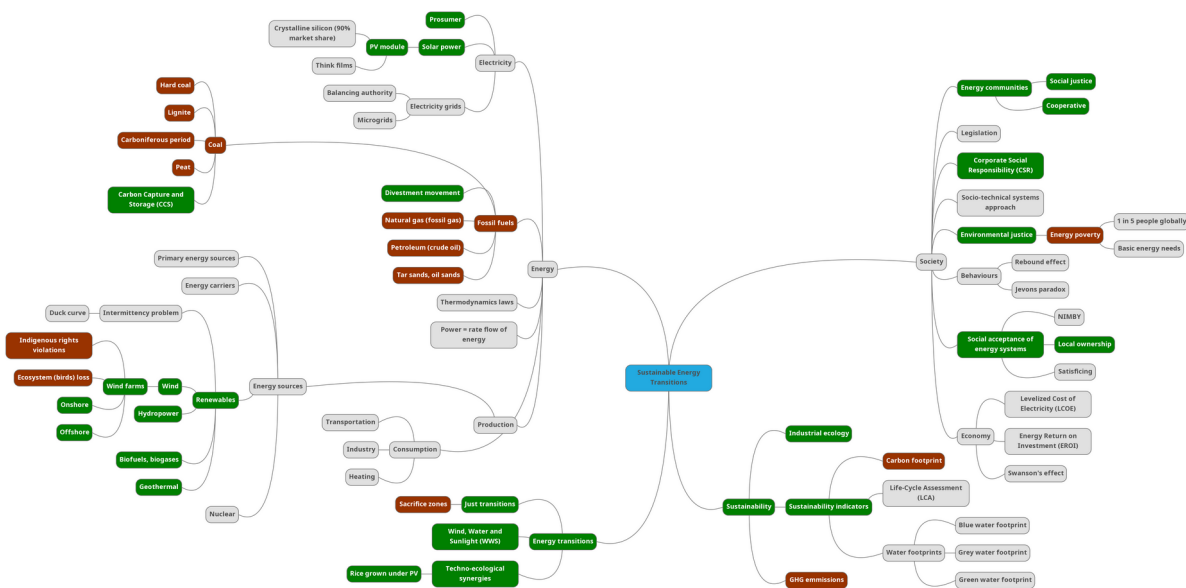 Sustainable Energy
Transitions
Energy
Electricity
Prosumer
Solar power
PV module
Crystalline silicon (90%
market share)
Think films
Electricity grids
Balancing authority
Microgrids
Fossil fuels
Coal
Hard coal
Lignite
Carboniferous period
Peat
Carbon Capture and
Storage (CCS)
Divestment movement
Natural gas (fossil gas)
Petroleum (crude oil)
Tar sands, oil sands
Thermodynamics laws
Power = rate flow of
energy
Production
Energy sources
Primary energy sources
Energy carriers
Renewables
Intermittency problem
Duck curve
Wind
Wind farms
Indigenous rights
violations
Ecosystem (birds) loss
Onshore
Offshore
Hydropower
Biofuels, biogases
Geothermal
Nuclear
Consumption
Transportation
Industry
Heating
Energy transitions
Just transitions
Sacrifice zones
Wind, Water and
Sunlight (WWS)
Techno-ecological
synergies
Rice grown under PV
Society
Energy communities
Social justice
Cooperative
Legislation
Corporate Social
Responsibility (CSR)
Socio-technical systems
approach
Environmental justice
Energy poverty
1 in 5 people globally
Basic energy needs
Behaviours
Rebound effect
Jevons paradox
Social acceptance of
energy systems
NIMBY
Local ownership
Satisficing
Economy
Levelized Cost of
Electricity (LCOE)
Energy Return on
Investment (EROI)
Swanson's effect
Sustainability
Industrial ecology
Sustainability indicators
Carbon footprint
Life-Cycle Assessment
(LCA)
Water footprints
Blue water footprint
Grey water footprint
Green water footprint
GHG emmissions